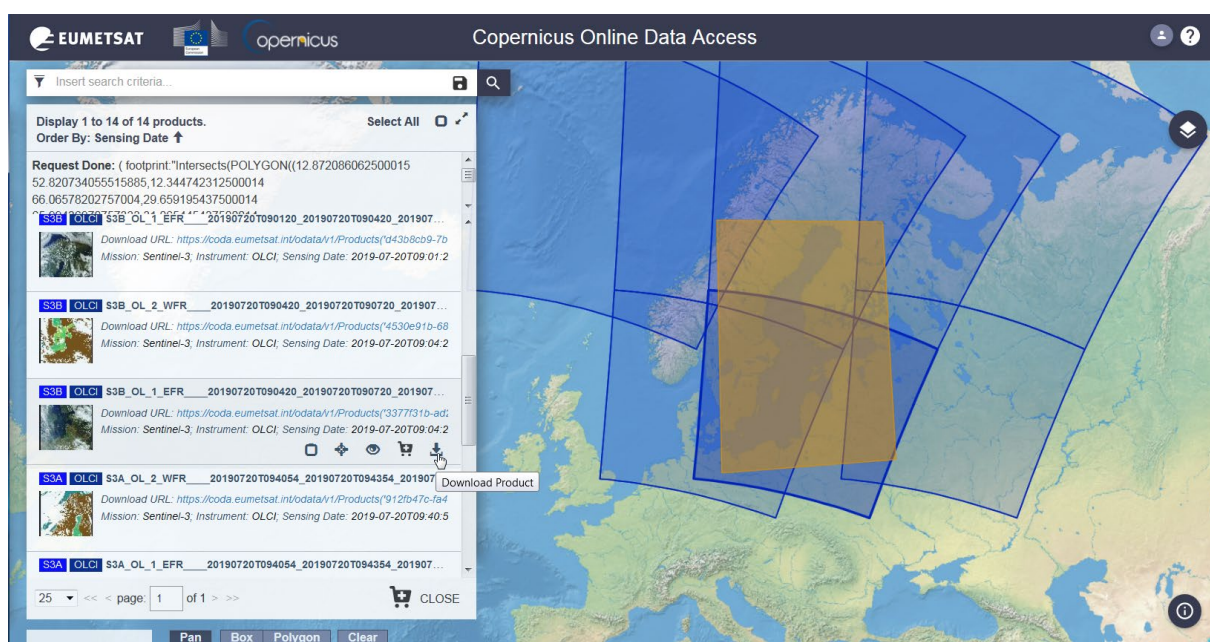 EUMETSAT
opernicus
Copernicus Online Data Access
?
Insert search criteria...
Display 1 to 14 of 14 products.
Select All
Order By: Sensing Date
Request Done: ( footprint:"Intersects(POLYGON((12.872086062500015
52.820734055515885,12.344742312500014
66.06578202757004,29.659195437500014
S3B OLCI S3B_OL_1_EFR____20190720T090120_20190720T090420_201907...
Download URL: https://coda.eumetsat.int/odata/v1/Products('d43b8cb9-7b
Mission: Sentinel-3; Instrument: OLCI; Sensing Date: 2019-07-20T09:01:2
S3B OLCI S3B_OL_2_WFR____20190720T090420_20190720T090720_201907...
Download URL: https://coda.eumetsat.int/odata/v1/Products('4530e91b-68
Mission: Sentinel-3; Instrument: OLCI; Sensing Date: 2019-07-20T09:04:2
S3B OLCI S3B_OL_1_EFR____20190720T090420_20190720T090720_201907...
Download URL: https://coda.eumetsat.int/odata/v1/Products('3377f31b-ad2
Mission: Sentinel-3; Instrument: OLCI; Sensing Date: 2019-07-20T09:04:2
Download Product
S3A OLCI S3A_OL_2_WFR____20190720T094054_20190720T094354_201907
Download URL: https://coda.eumetsat.int/odata/v1/Products('912fb47c-fa4
Mission: Sentinel-3; Instrument: OLCI; Sensing Date: 2019-07-20T09:40:5
S3A OLCI S3A_OL_1_EFR____20190720T094054_20190720T094354_201907...
25 << < page: 1 of 1 > >>
CLOSE
Pan Box Polygon Clear